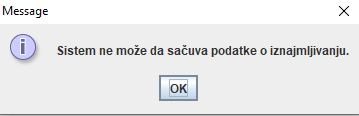 Message
Sistem ne može da sačuva podatke o iznajmljivanju.
OK